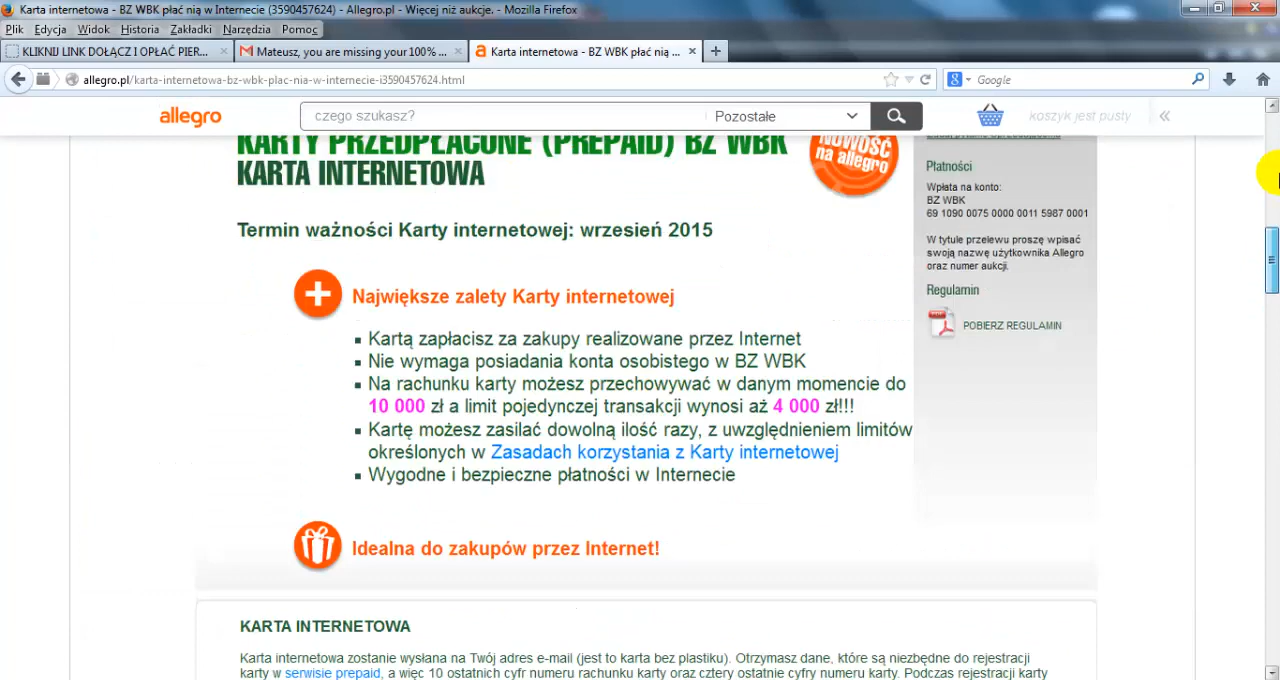 Karta internetowa - BZ WBK płać nią w Internecie (3590457624) - Allegro.pl - Więcej niż aukcje. - Mozilla Firefox
Plik Edycja Widok Historia Zakładki Narzędzia Pomoc
KLIKNIJ LINK DOŁĄCZ I OPŁAĆ PIER...
Mateusz, you are missing your 100% ...
Karta internetowa - BZ WBK płać nią ...
allegro.pl/karta-internetowa-bz-wbk-plac-nia-w-internecie-i3590457624.html
Google
allegro
czego szukasz?
Pozostałe
koszyk jest pusty
KARTY PRZEDPŁACONE (PREPAID) BZ WBK
KARTA INTERNETOWA
NOWOŚĆ
na allegro
Termin ważności Karty internetowej: wrzesień 2015
Największe zalety Karty internetowej
Kartą zapłacisz za zakupy realizowane przez Internet
Nie wymaga posiadania konta osobistego w BZ WBK
Na rachunku karty możesz przechowywać w danym momencie do
10 000 zł a limit pojedynczej transakcji wynosi aż 4 000 zł!!!
Kartę możesz zasilać dowolną ilość razy, z uwzględnieniem limitów
określonych w Zasadach korzystania z Karty internetowej
Wygodne i bezpieczne płatności w Internecie
Idealna do zakupów przez Internet!
Płatności
Wpłata na konto:
BZ WBK
69 1090 0075 0000 0011 5987 0001
W tytule przelewu proszę wpisać
swoją nazwę użytkownika Allegro
oraz numer aukcji.
Regulamin
PDF
POBIERZ REGULAMIN
KARTA INTERNETOWA
Karta internetowa zostanie wysłana na Twój adres e-mail (jest to karta bez plastiku). Otrzymasz dane, które są niezbędne do rejestracji
karty w serwisie prepaid, a więc 10 ostatnich cyfr numeru rachunku karty oraz cztery ostatnie cyfry numeru karty. Podczas rejestracji karty